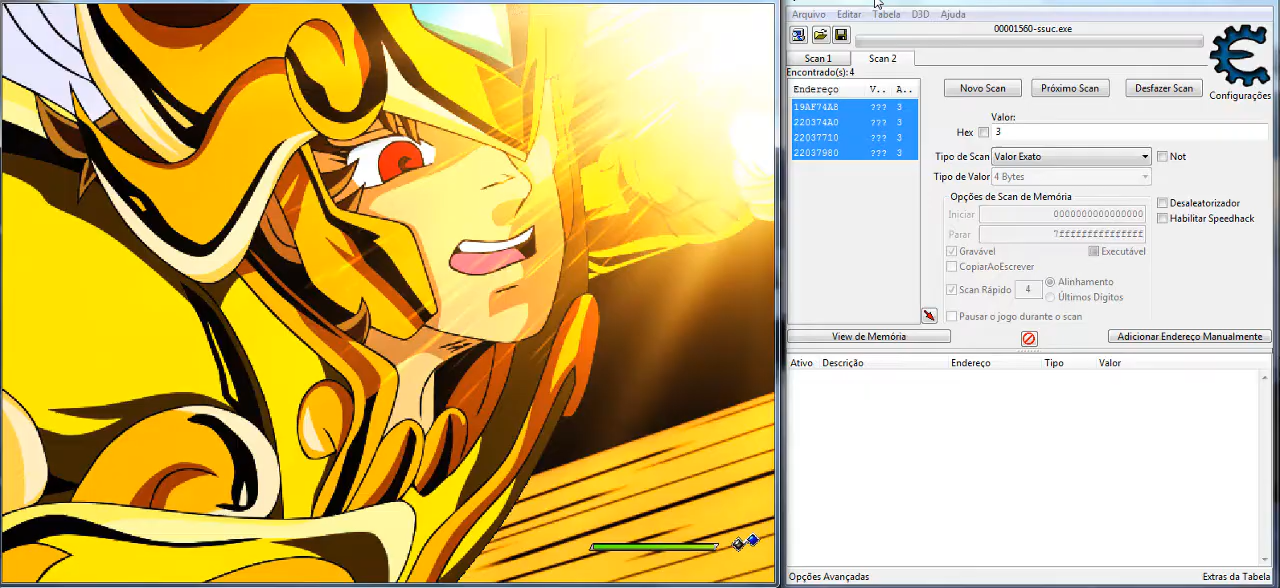 Arquivo Editar Tabela D3D Ajuda
00001560-ssuc.exe
Scan 1 Scan 2
Encontrado(s):4
Endereço V.. A..
19AF74A8 ??? 3
220374A0 ??? 3
22037710 ??? 3
22037980 ??? 3
Novo Scan Próximo Scan Desfazer Scan
Configurações
Valor:
Hex 3
Tipo de Scan Valor Exato Not
Tipo de Valor 4 Bytes
Opções de Scan de Memória
Iniciar 0000000000000000
Parar 7fffffffffffffff
Desaleatorizador
Habilitar Speedhack
Gravável Executável
CopiarAoEscrever
Scan Rápido 4 Alinhamento
Últimos Dígitos
Pausar o jogo durante o scan
View de Memória Adicionar Endereço Manualmente
Ativo Descrição Endereço Tipo Valor
Opções Avançadas Extras da Tabela